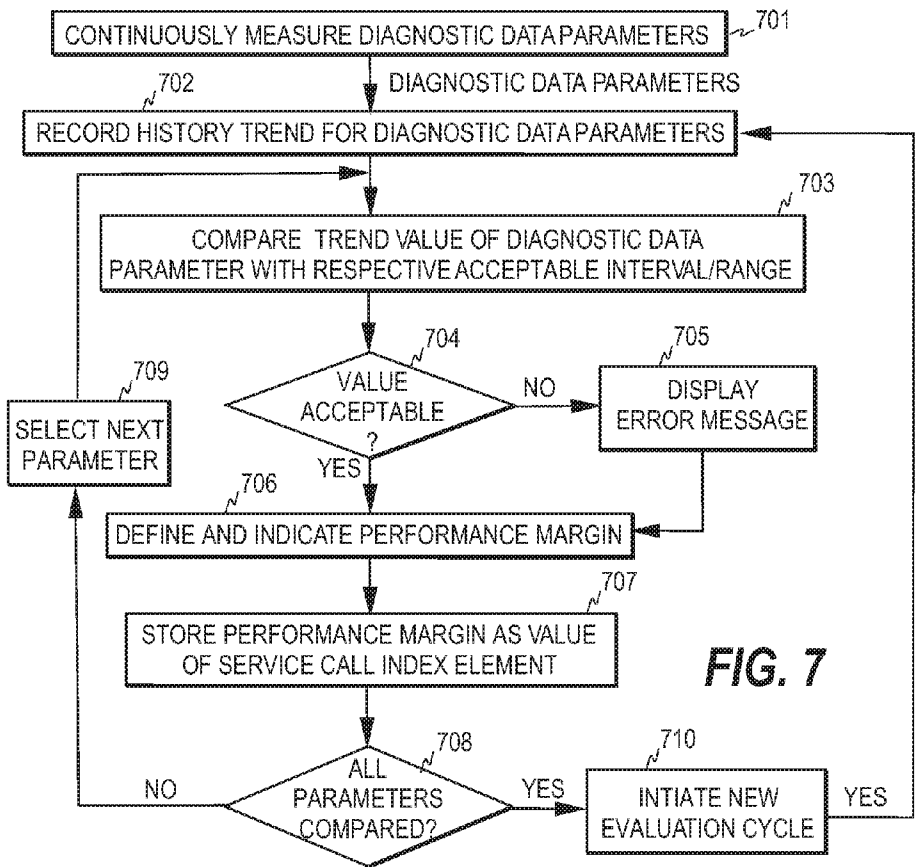 CONTINUOUSLY MEASURE DIAGNOSTIC DATA PARAMETERS
701
DIAGNOSTIC DATA PARAMETERS
702
RECORD HISTORY TREND FOR DIAGNOSTIC DATA PARAMETERS
703
COMPARE TREND VALUE OF DIAGNOSTIC DATA
PARAMETER WITH RESPECTIVE ACCEPTABLE INTERVAL/RANGE
704
VALUE
ACCEPTABLE
?
NO
705
DISPLAY
ERROR MESSAGE
YES
709
SELECT NEXT
PARAMETER
706
DEFINE AND INDICATE PERFORMANCE MARGIN
707
STORE PERFORMANCE MARGIN AS VALUE
OF SERVICE CALL INDEX ELEMENT
FIG. 7
708
ALL
PARAMETERS
COMPARED?
NO
YES
710
INTIATE NEW
EVALUATION CYCLE
YES